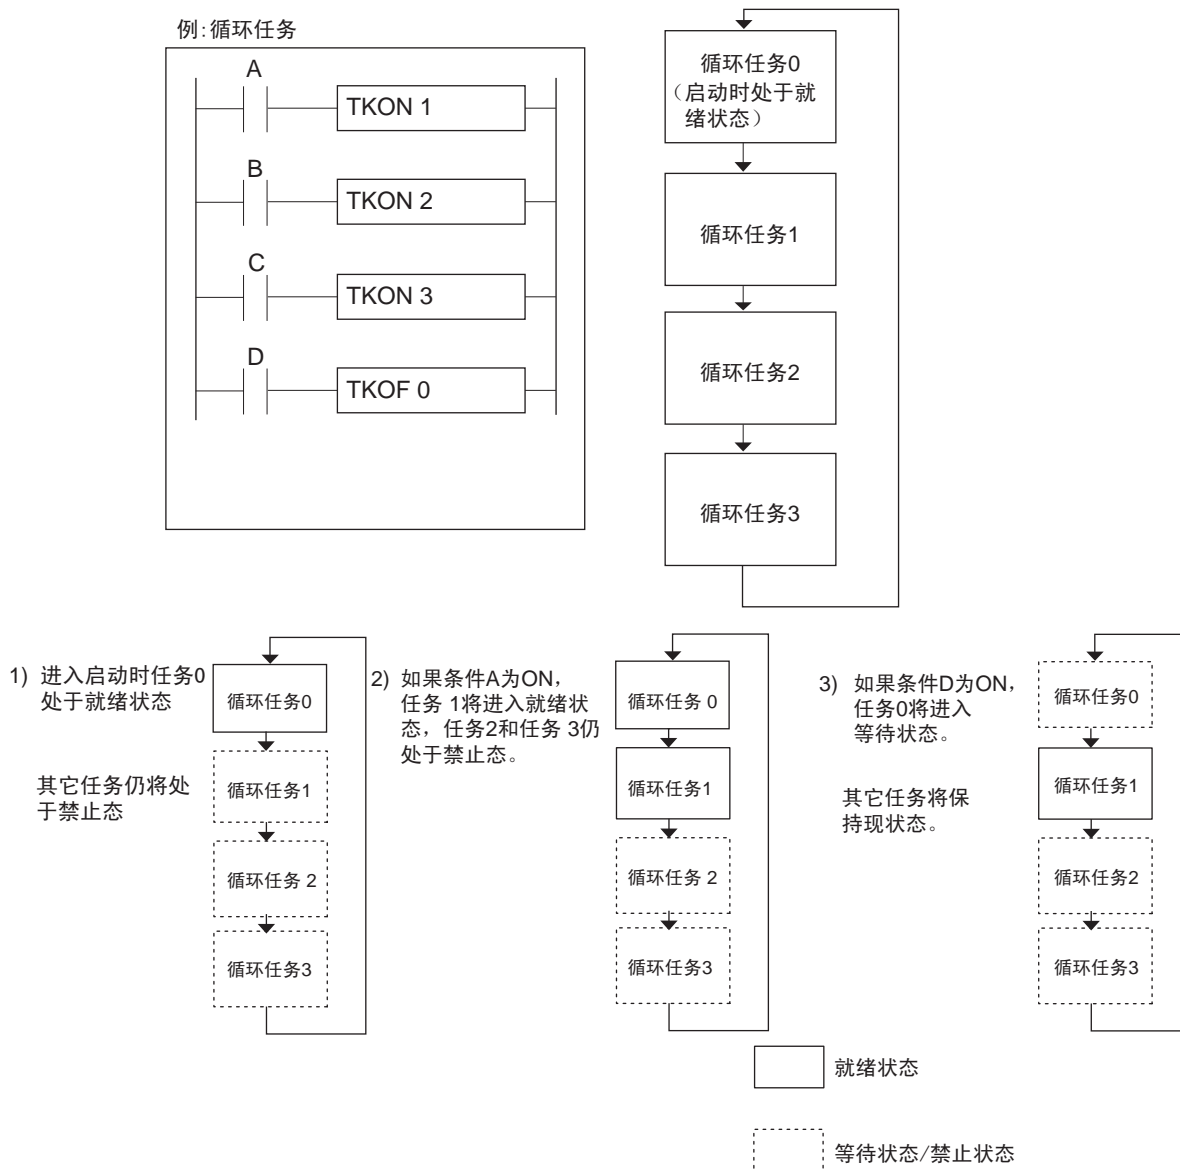 例:循环任务
A
TKON 1
B
TKON 2
C
TKON 3
D
TKOF 0
循环任务0
（启动时处于就
绪状态）
循环任务1
循环任务2
循环任务3
1) 进入启动时任务0
处于就绪状态
其它任务仍将处
于禁止态
循环任务0
循环任务1
循环任务 2
循环任务3
2) 如果条件A为ON，
任务 1将进入就绪状
态，任务2和任务 3仍
处于禁止态。
循环任务 0
循环任务1
循环任务 2
循环任务3
3) 如果条件D为ON，
任务0将进入
等待状态。
其它任务将保
持现状态。
循环任务0
循环任务1
循环任务2
循环任务3
就绪状态
等待状态/禁止状态